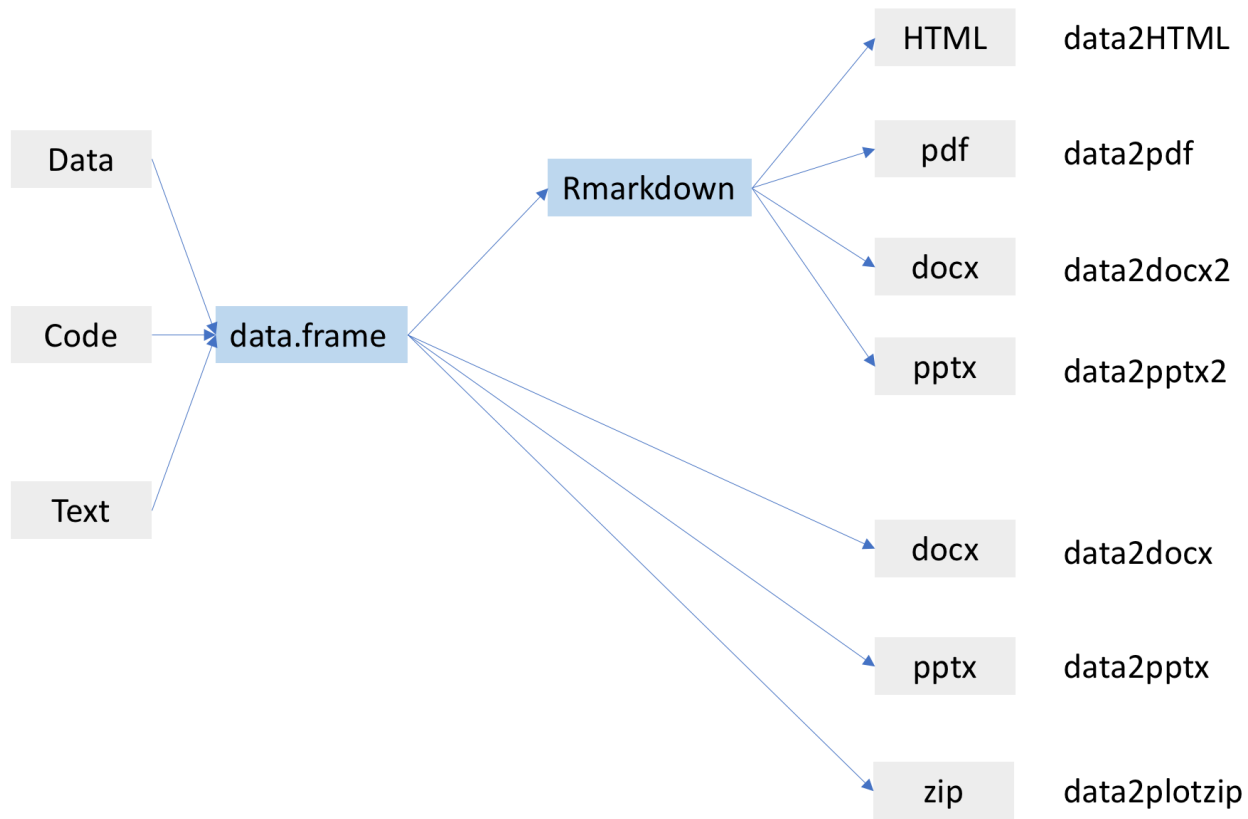 HTML data2HTML
Data
pdf data2pdf
Rmarkdown
docx data2docx2
Code
data.frame
pptx data2pptx2
Text
docx data2docx
pptx data2pptx
zip data2plotzip